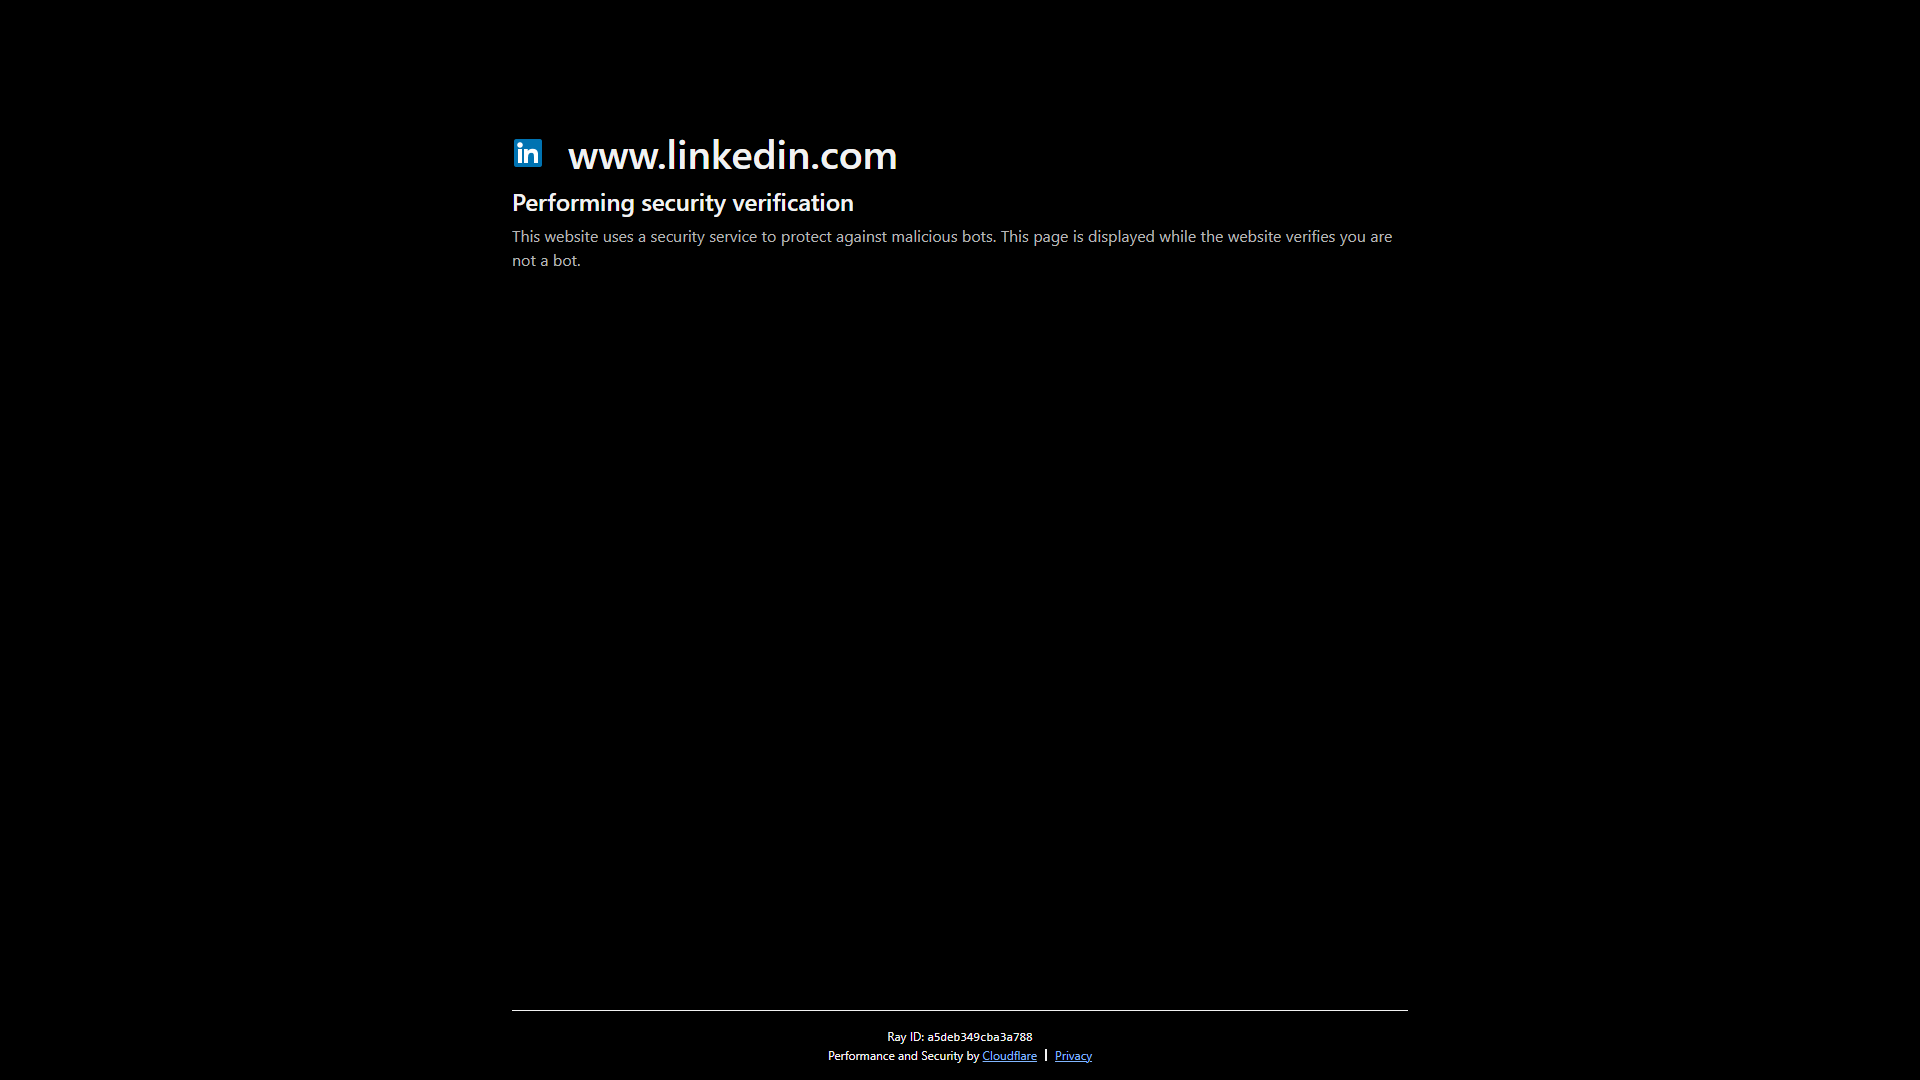 in www.linkedin.com
Performing security verification
This website uses a security service to protect against malicious bots. This page is displayed while the website verifies you are
not a bot.
Ray ID: a5deb349cba3a788
Performance and Security by Cloudflare | Privacy